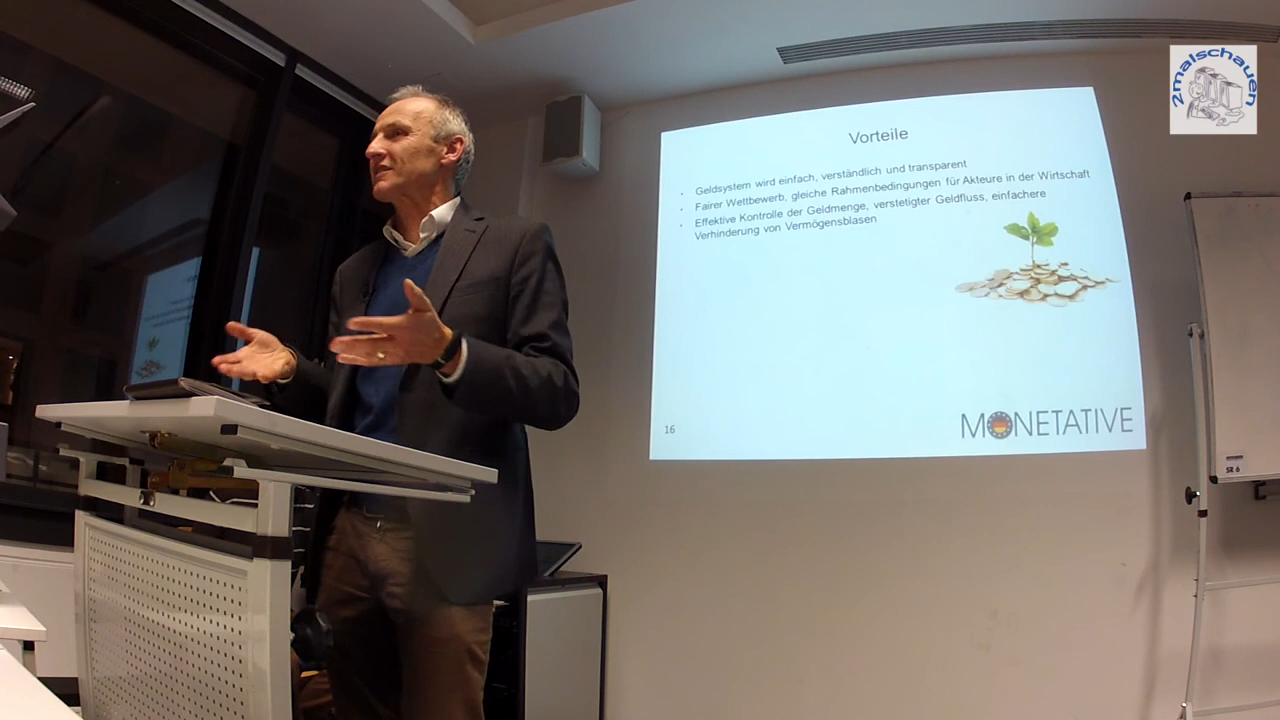 2malschauen
Vorteile
Geldsystem wird einfach, verständlich und transparent
Fairer Wettbewerb, gleiche Rahmenbedingungen für Akteure in der Wirtschaft
Effektive Kontrolle der Geldmenge, verstetigter Geldfluss, einfachere
Verhinderung von Vermögensblasen
16
MONETATIVE
SR 6